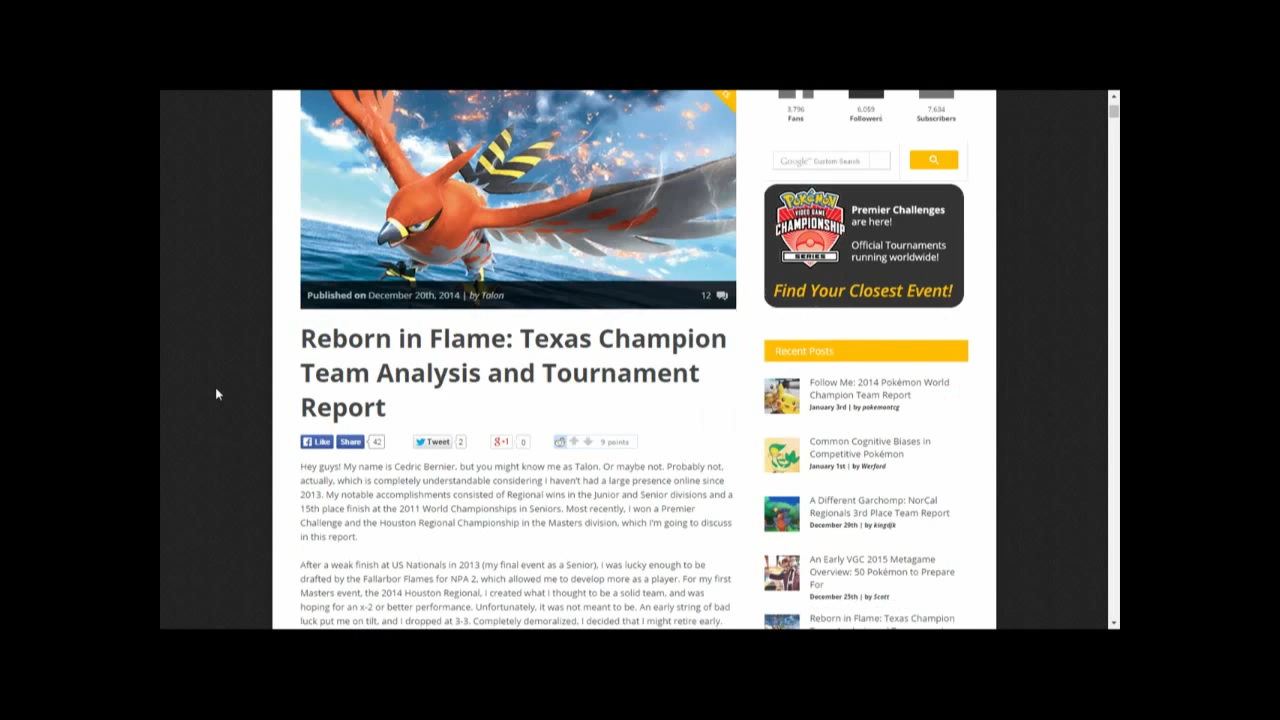 3,796
Fans
6,059
Followers
7,634
Subscribers
Google™ Custom Search
POKéMON
VIDEO GAME
CHAMPIONSHIP
SERIES
Premier Challenges
are here!
Official Tournaments
running worldwide!
Find Your Closest Event!
Published on December 20th, 2014 | by Talon
12
Reborn in Flame: Texas Champion
Team Analysis and Tournament
Report
Like
Share
42
Tweet
2
g+1
0
9 points
Hey guys! My name is Cedric Bernier, but you might know me as Talon. Or maybe not. Probably not,
actually, which is completely understandable considering I haven't had a large presence online since
2013. My notable accomplishments consisted of Regional wins in the Junior and Senior divisions and a
15th place finish at the 2011 World Championships in Seniors. Most recently, I won a Premier
Challenge and the Houston Regional Championship in the Masters division, which I'm going to discuss
in this report.
After a weak finish at US Nationals in 2013 (my final event as a Senior), I was lucky enough to be
drafted by the Fallarbor Flames for NPA 2, which allowed me to develop more as a player. For my first
Masters event, the 2014 Houston Regional, I created what I thought to be a solid team, and was
hoping for an x-2 or better performance. Unfortunately, it was not meant to be. An early string of bad
luck put me on tilt, and I dropped at 3-3. Completely demoralized, I decided that I might retire early.
Recent Posts
Follow Me: 2014 Pokémon World
Champion Team Report
January 3rd | by pokemontcg
Common Cognitive Biases in
Competitive Pokémon
January 1st | by Werford
A Different Garchomp: NorCal
Regionals 3rd Place Team Report
December 29th | by kingdjk
An Early VGC 2015 Metagame
Overview: 50 Pokémon to Prepare
For
December 25th | by Scott
Reborn in Flame: Texas Champion